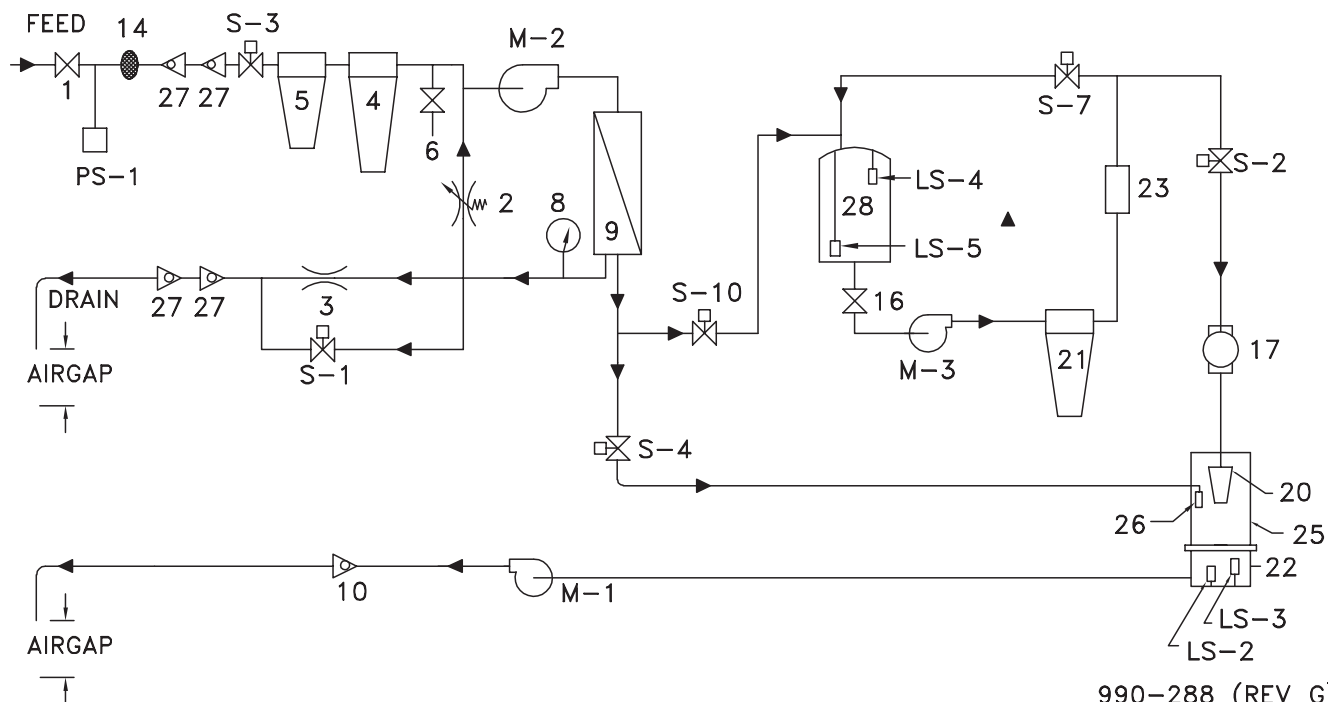 FEED
14
S-3
M-2
1
27
27
5
4
6
PS-1
2
8
9
S-7
S-2
LS-4
28
23
LS-5
DRAIN
27
27
3
S-10
16
S-1
M-3
21
17
AIRGAP
S-4
20
26
25
10
M-1
22
LS-3
AIRGAP
LS-2
990-288 (REV G)